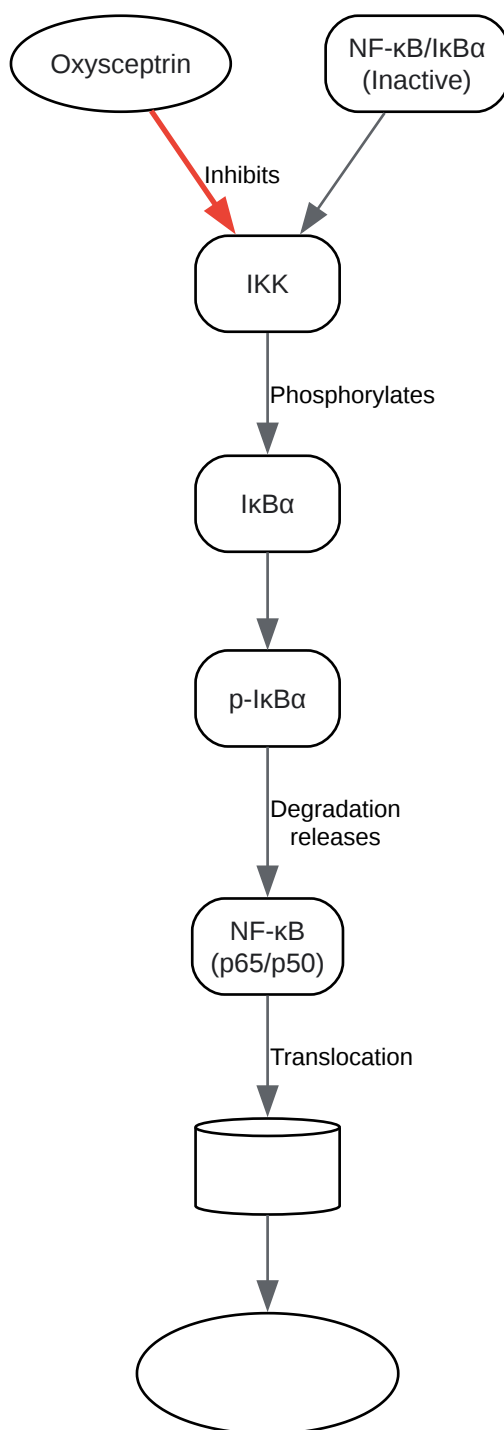 Oxysceptrin
NF-κB/IκBα
(Inactive)
Inhibits
IKK
Phosphorylates
IκBα
p-IκBα
Degradation
releases
NF-κB
(p65/p50)
Translocation